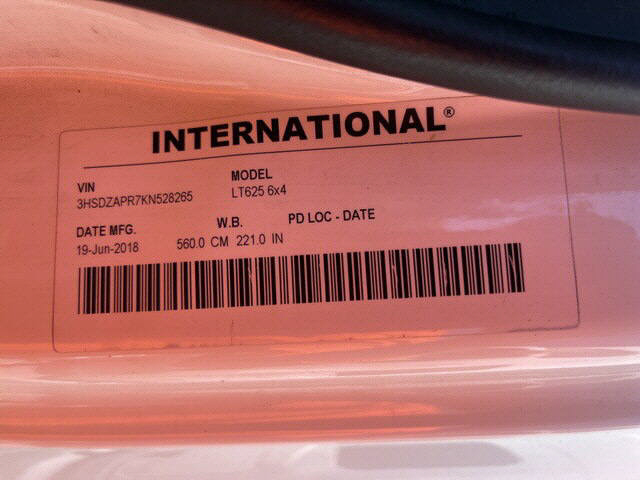 INTERNATIONAL®
VIN MODEL
3HSDZAPR7KN528265 LT625 6x4
DATE MFG. W.B. PD LOC - DATE
19-Jun-2018 560.0 CM 221.0 IN